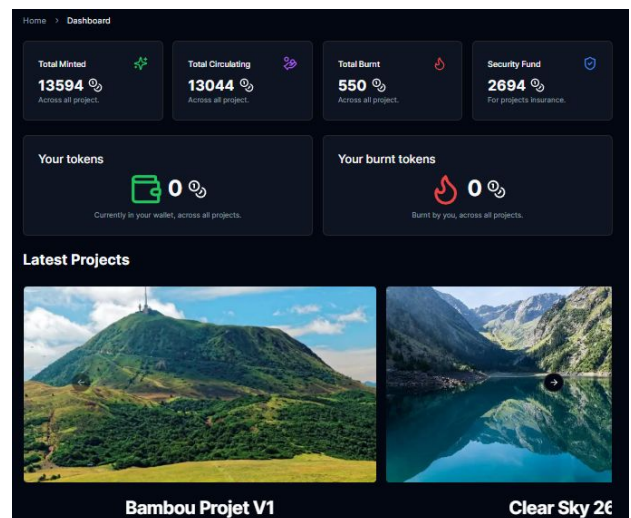 Home > Dashboard
Total Minted
13594
Across all project.
Total Circulating
13044
Across all project.
Total Burnt
550
Across all project.
Security Fund
2694
For projects insurance.
Your tokens
0
Currently in your wallet, across all projects.
Your burnt tokens
0
Burnt by you, across all projects.
Latest Projects
Bambou Projet V1
Clear Sky 26